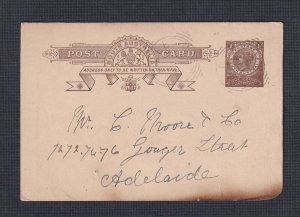 SOUTH AUSTRALIA
POST CARD
ADDRESS ONLY TO BE WRITTEN ON THIS SIDE
Mr. C. Moore & Co
72.74.76 Gouger Street
Adelaide